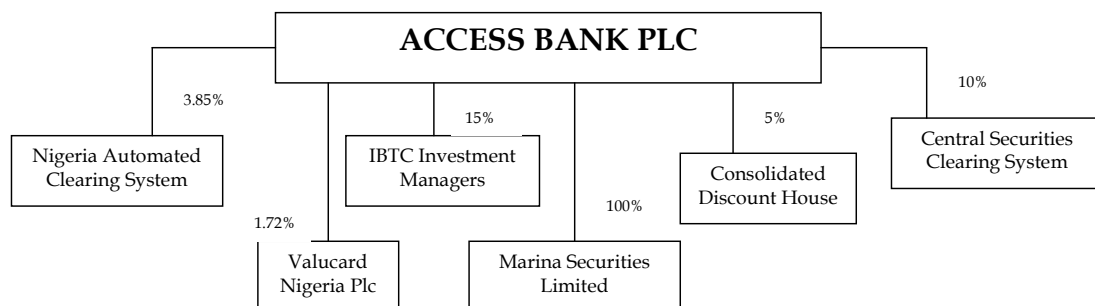 ACCESS BANK PLC
3.85%
Nigeria Automated
Clearing System
1.72%
Valucard
Nigeria Plc
15%
IBTC Investment
Managers
100%
Marina Securities
Limited
5%
Consolidated
Discount House
10%
Central Securities
Clearing System